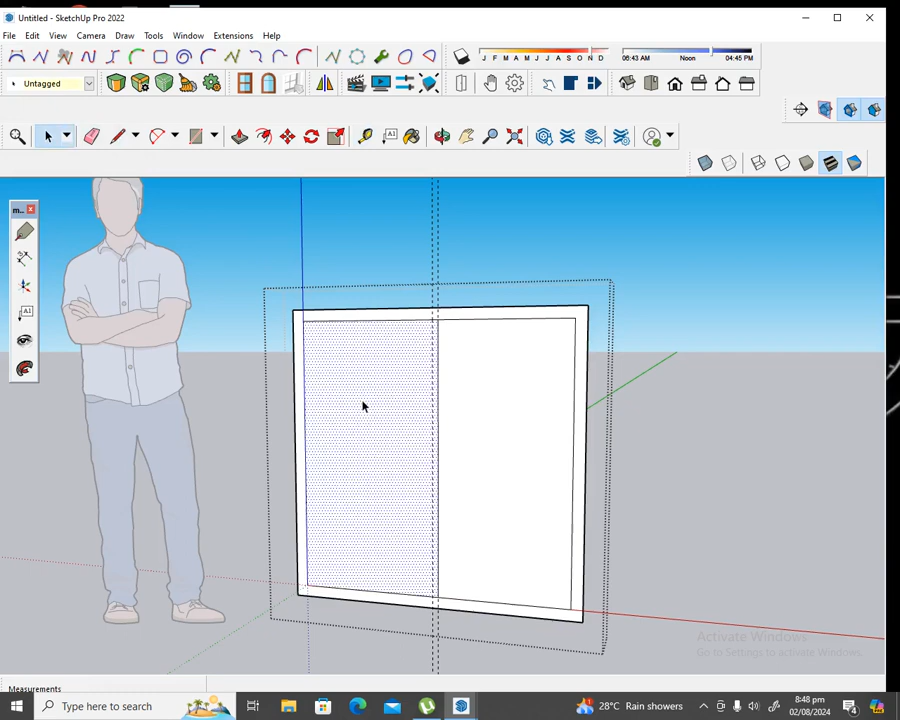 Untitled - SketchUp Pro 2022
File Edit View Camera Draw Tools Window Extensions Help
J F M A M J J A S O N D 06:43 AM Noon 04:45 PM
Untagged
m...
A1
A1
Activate Windows
Go to Settings to activate Windows.
Measurements
Type here to search
28°C Rain showers
8:48 pm
02/08/2024